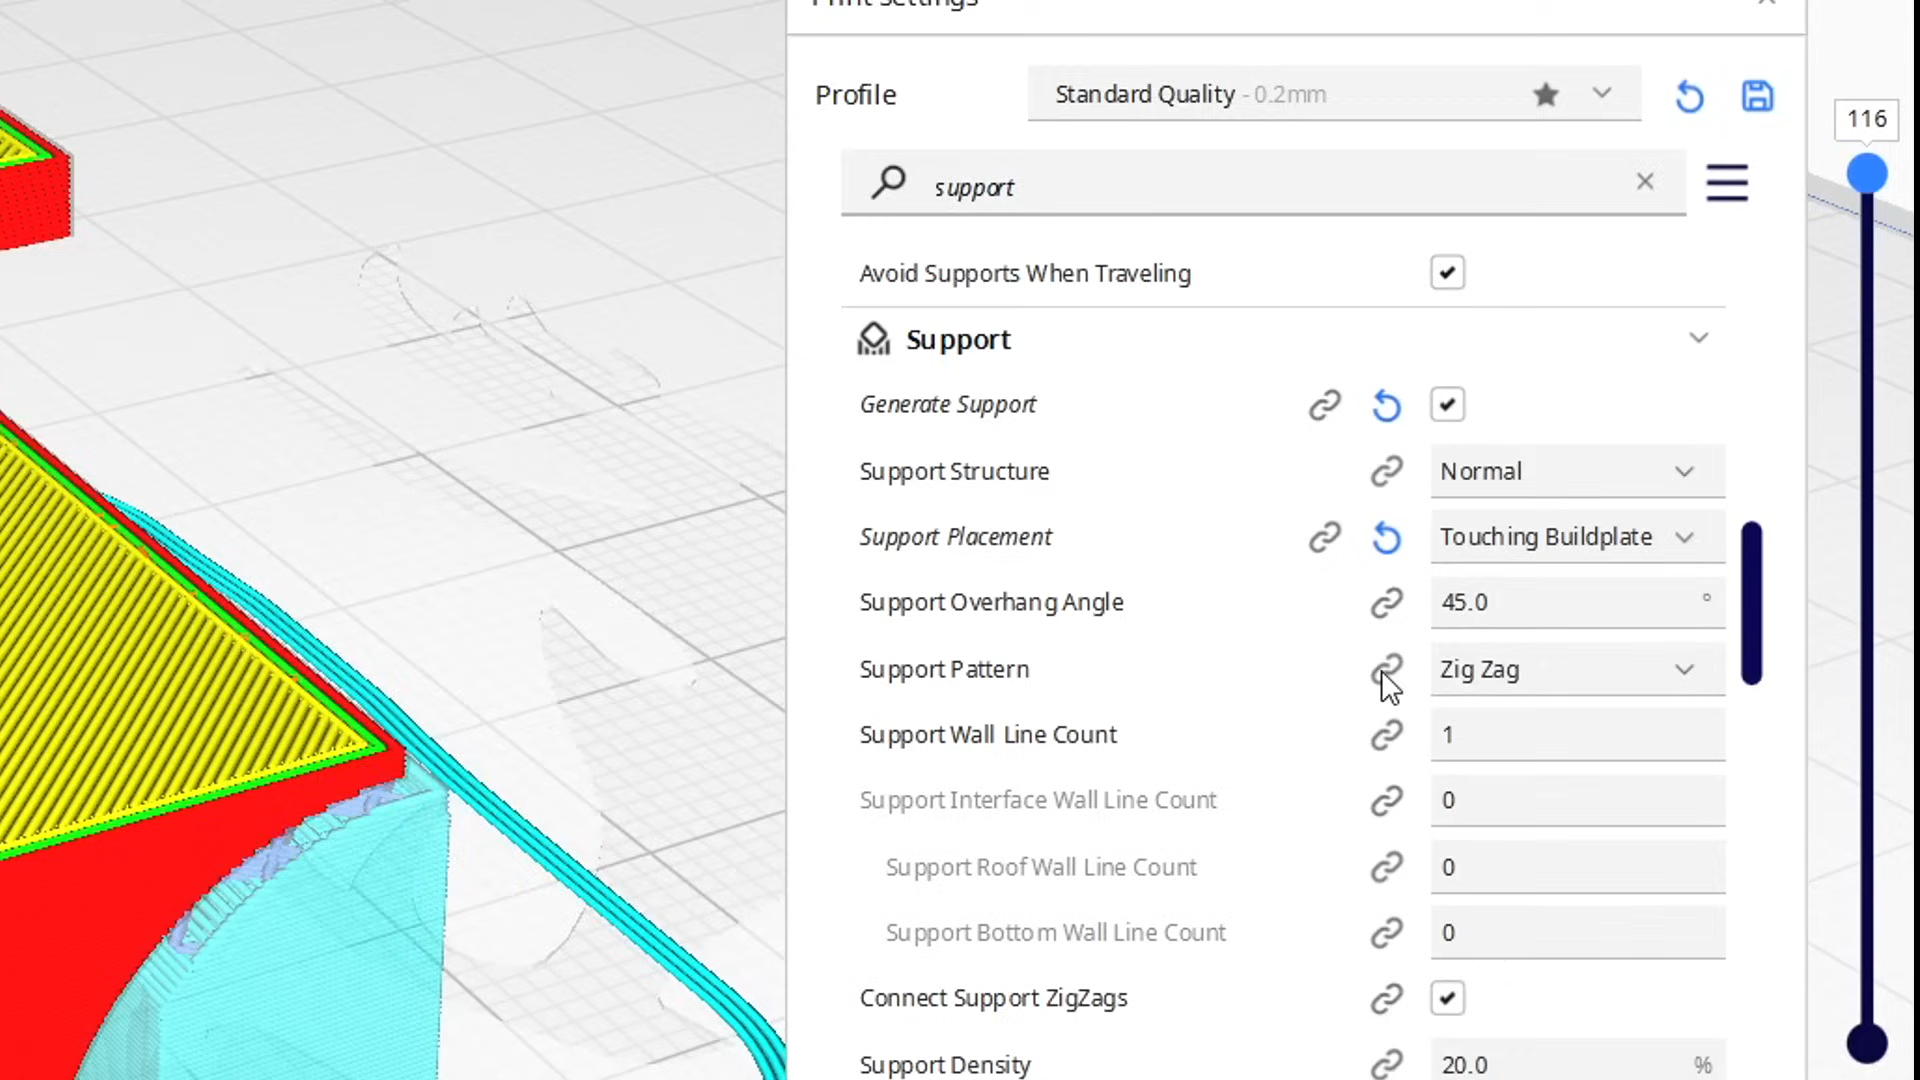 Print Settings
Profile
Standard Quality - 0.2mm
116
support
Avoid Supports When Traveling
Support
Generate Support
Support Structure
Normal
Support Placement
Touching Buildplate
Support Overhang Angle
45.0 °
Support Pattern
Zig Zag
Support Wall Line Count
1
Support Interface Wall Line Count
0
Support Roof Wall Line Count
0
Support Bottom Wall Line Count
0
Connect Support ZigZags
Support Density
20.0 %